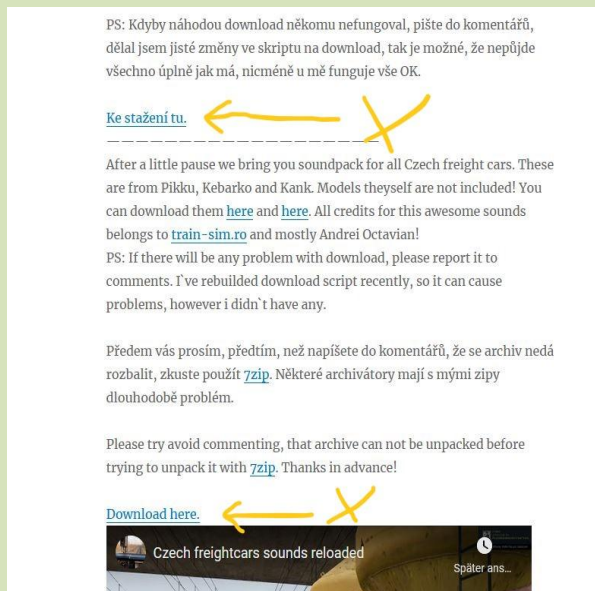 PS: Kdyby náhodou download někomu nefungoval, pište do komentářů,
dělal jsem jisté změny ve skriptu na download, tak je možné, že nepůjde
všechno úplně jak má, nicméně u mě funguje vše OK.
Ke stažení tu.
———————————————————
After a little pause we bring you soundpack for all Czech freight cars. These
are from Pikku, Kebarko and Kank. Models theyself are not included! You
can download them here and here. All credits for this awesome sounds
belongs to train-sim.ro and mostly Andrei Octavian!
PS: If there will be any problem with download, please report it to
comments. I`ve rebuilded download script recently, so it can cause
problems, however i didn`t have any.
Předem vás prosím, předtím, než napíšete do komentářů, že se archiv nedá
rozbalit, zkuste použít 7zip. Některé archivátory mají s mými zipy
dlouhodobě problém.
Please try avoid commenting, that archive can not be unpacked before
trying to unpack it with 7zip. Thanks in advance!
Download here.
Czech freightcars sounds reloaded
Später ans...